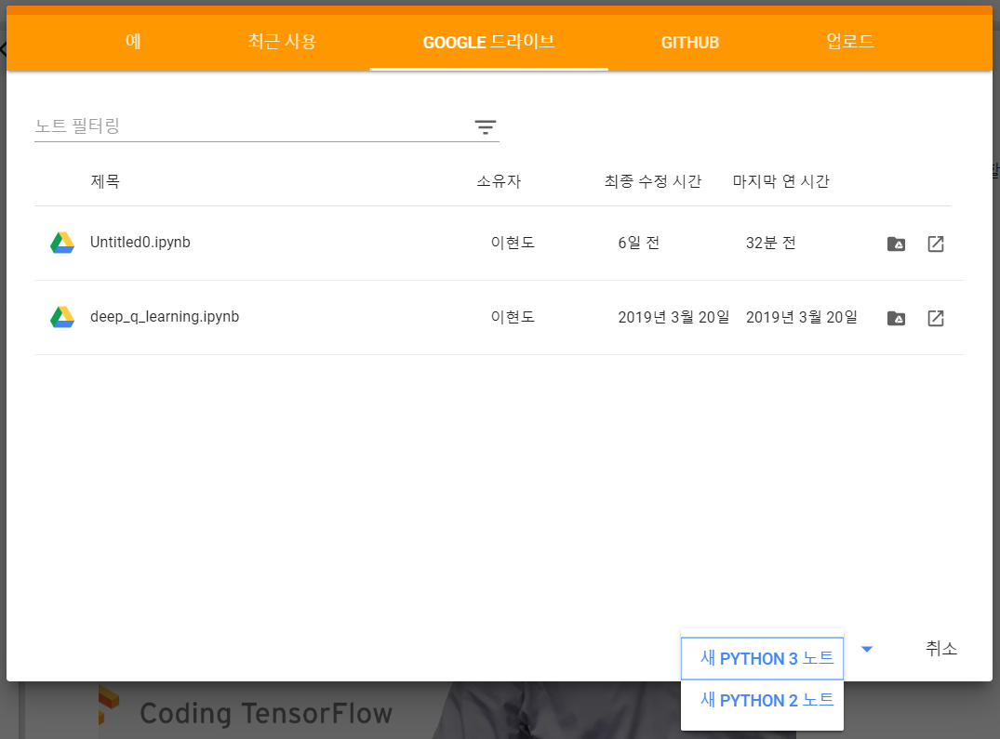 예 최근 사용 GOOGLE 드라이브 GITHUB 업로드
노트 필터링
제목 소유자 최종 수정 시간 마지막 연 시간
Untitled0.ipynb 이현도 6일 전 32분 전
deep_q_learning.ipynb 이현도 2019년 3월 20일 2019년 3월 20일
새 PYTHON 3 노트 취소
새 PYTHON 2 노트
Coding TensorFlow